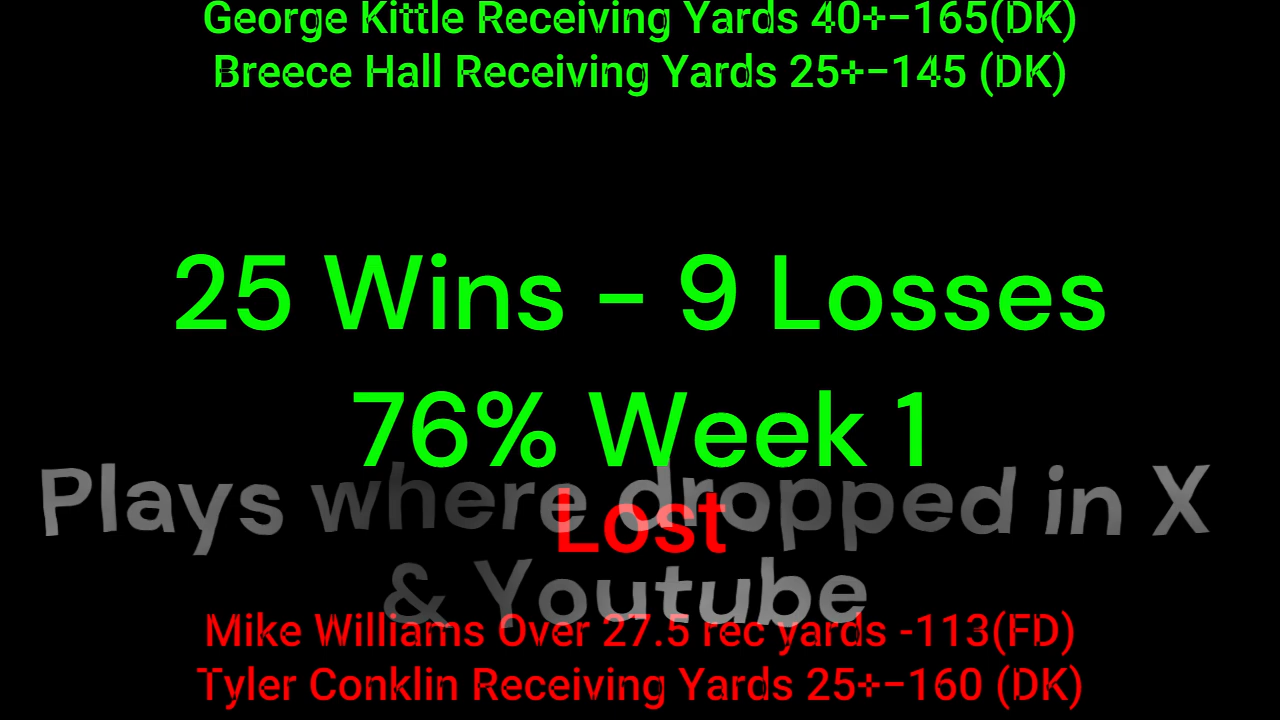 George Kittle Receiving Yards 40+−165(DK)
Breece Hall Receiving Yards 25+−145 (DK)
25 Wins - 9 Losses
76% Week 1
Plays where dropped in X
Lost
& Youtube
Mike Williams Over 27.5 rec yards -113(FD)
Tyler Conklin Receiving Yards 25+−160 (DK)